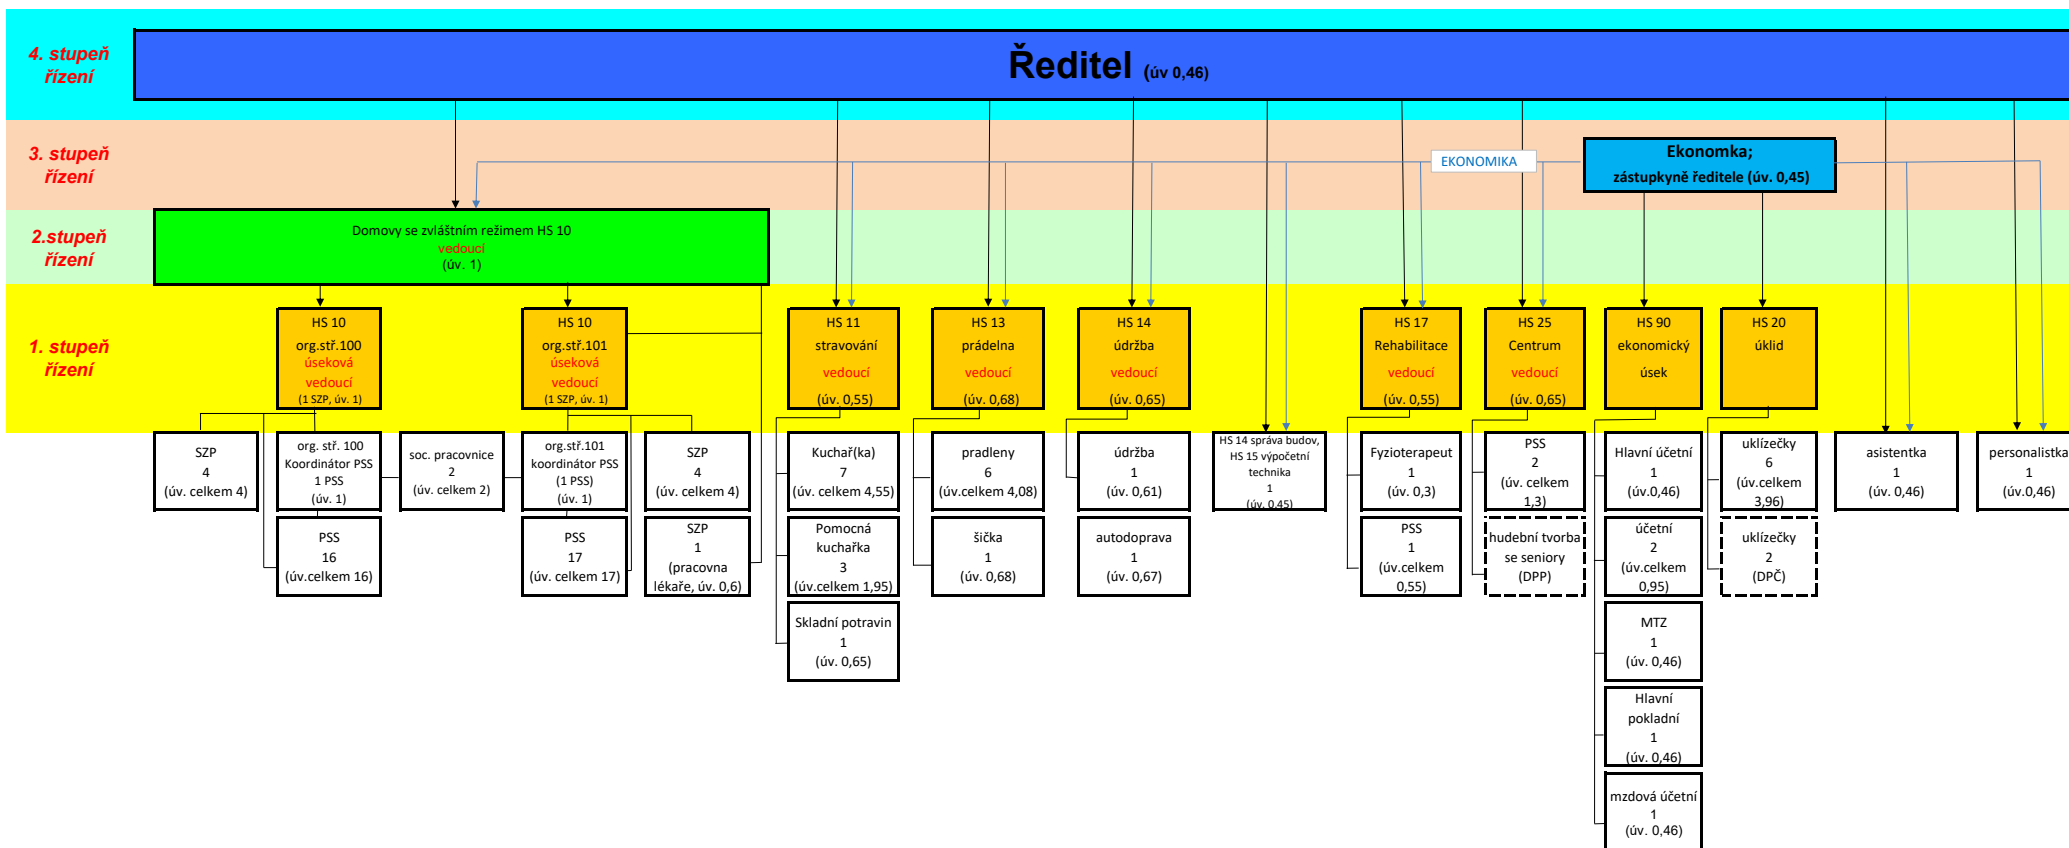 4. stupeň
řízení
Ředitel (úv 0,46)
3. stupeň
řízení
EKONOMIKA
Ekonomka;
zástupkyně ředitele (úv. 0,45)
2.stupeň
řízení
Domovy se zvláštním režimem HS 10
vedoucí
(úv. 1)
1. stupeň
řízení
HS 10
org.stř.100
úseková
vedoucí
(1 SZP, úv. 1)
HS 10
org.stř.101
úseková
vedoucí
(1 SZP, úv. 1)
HS 11
stravování
vedoucí
(úv. 0,55)
HS 13
prádelna
vedoucí
(úv. 0,68)
HS 14
údržba
vedoucí
(úv. 0,65)
HS 17
Rehabilitace
vedoucí
(úv. 0,55)
HS 25
Centrum
vedoucí
(úv. 0,65)
HS 90
ekonomický
úsek
HS 20
úklid
SZP
4
(úv. celkem 4)
org. stř. 100
Koordinátor PSS
1 PSS
(úv. 1)
soc. pracovnice
2
(úv. celkem 2)
org.stř.101
koordinátor PSS
(1 PSS)
(úv. 1)
SZP
4
(úv. celkem 4)
Kuchař(ka)
7
(úv. celkem 4,55)
pradleny
6
(úv.celkem 4,08)
údržba
1
(úv. 0,61)
HS 14 správa budov,
HS 15 výpočetní
technika
1
(úv. 0,45)
Fyzioterapeut
1
(úv. 0,3)
PSS
2
(úv. celkem
1,3)
Hlavní účetní
1
(úv.0,46)
uklízečky
6
(úv.celkem
3,96)
asistentka
1
(úv. 0,46)
personalistka
1
(úv.0,46)
PSS
16
(úv.celkem 16)
PSS
17
(úv. celkem 17)
SZP
1
(pracovna
lékaře, úv. 0,6)
Pomocná
kuchařka
3
(úv.celkem 1,95)
šička
1
(úv. 0,68)
autodoprava
1
(úv. 0,67)
PSS
1
(úv.celkem
0,55)
hudební tvorba
se seniory
(DPP)
účetní
2
(úv.celkem
0,95)
uklízečky
2
(DPČ)
Skladní potravin
1
(úv. 0,65)
MTZ
1
(úv. 0,46)
Hlavní
pokladní
1
(úv. 0,46)
mzdová účetní
1
(úv. 0,46)